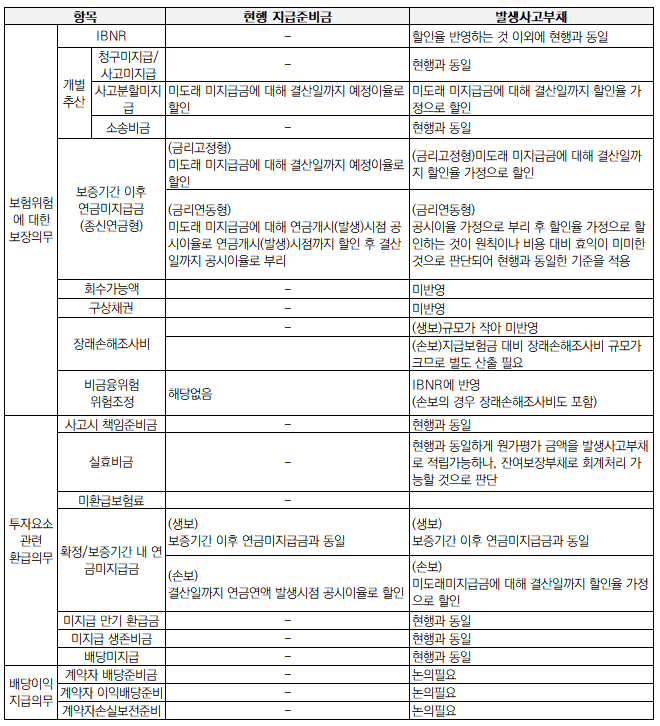 항목 현행 지급준비금 발생사고부채
보험위험
에 대한
보장의무
IBNR – 할인율 반영하는 것 이외에 현행과 동일
개별
추산
청구미지급/
사고미지급
– 현행과 동일
사고분할미지
급
미도래 미지급금에 대해 결산일까지 예정이율로
할인
미도래 미지급금에 대해 결산일까지 할인율 가
정으로 할인
소송비금 – 현행과 동일
보증기간 이후
연금미지급금
(종신연금형)
(금리고정형)
미도래 미지급금에 대해 결산일까지 예정이율로
할인
(금리고정형)미도래 미지급금에 대해 결산일까
지 할인율 가정으로 할인
(금리연동형)
미도래 미지급금에 대해 연금개시(발생)시점 공
시이율로 연금개시(발생)시점까지 할인 후 결산
일까지 공시이율로 부리
(금리연동형)
공시이율 가정으로 부리 후 할인율 가정으로 할
인하는 것이 원칙이나 비용 대비 효익이 미미한
것으로 판단되어 현행과 동일한 기준을 적용
회수가능액 – 미반영
구상채권 – 미반영
장래손해조사비
– (생보)규모가 작아 미반영
(손보)지급보험금 대비 장래손해조사비 규모가
크므로 별도 산출 필요
비금융위험
위험조정
해당없음
IBNR에 반영
(손보의 경우 장래손해조사비도 포함)
투자요소
관련
환급의무
사고시 책임준비금 – 현행과 동일
실효비금 –
현행과 동일하게 원가평가 금액을 발생사고부채
로 적립가능하나, 잔여보장부채로 회계처리 가
능할 것으로 판단
미환급보험료 –
확정/보증기간 내 연
금미지급금
(생보)
보증기간 이후 연금미지급금과 동일
(생보)
보증기간 이후 연금미지급금과 동일
(손보)
결산일까지 연금연액 발생시점 공시이율로 할인
(손보)
미도래미지급금에 대해 결산일까지 할인율 가정
으로 할인
미지급 만기 환급금 – 현행과 동일
미지급 생존비금 – 현행과 동일
배당미지급 – 현행과 동일
배당이익
지급의무
계약자 배당준비금 – 논의필요
계약자 이익배당준비 – 논의필요
계약자손실보전준비 – 논의필요